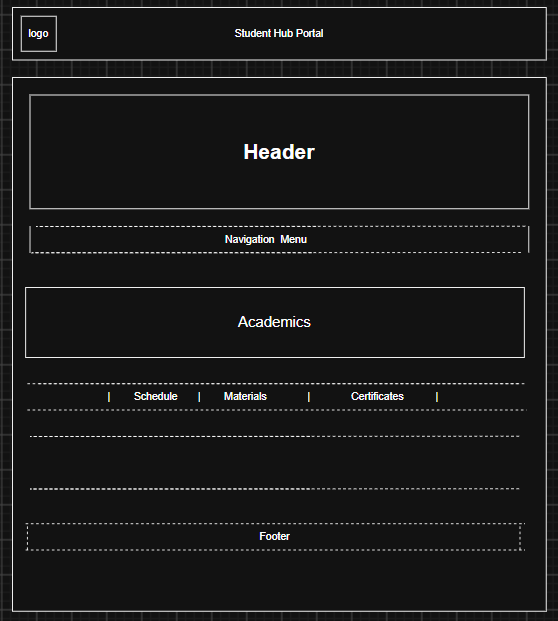 logo
Student Hub Portal
Header
Navigation Menu
Academics
| Schedule | Materials | Certificates |
Footer